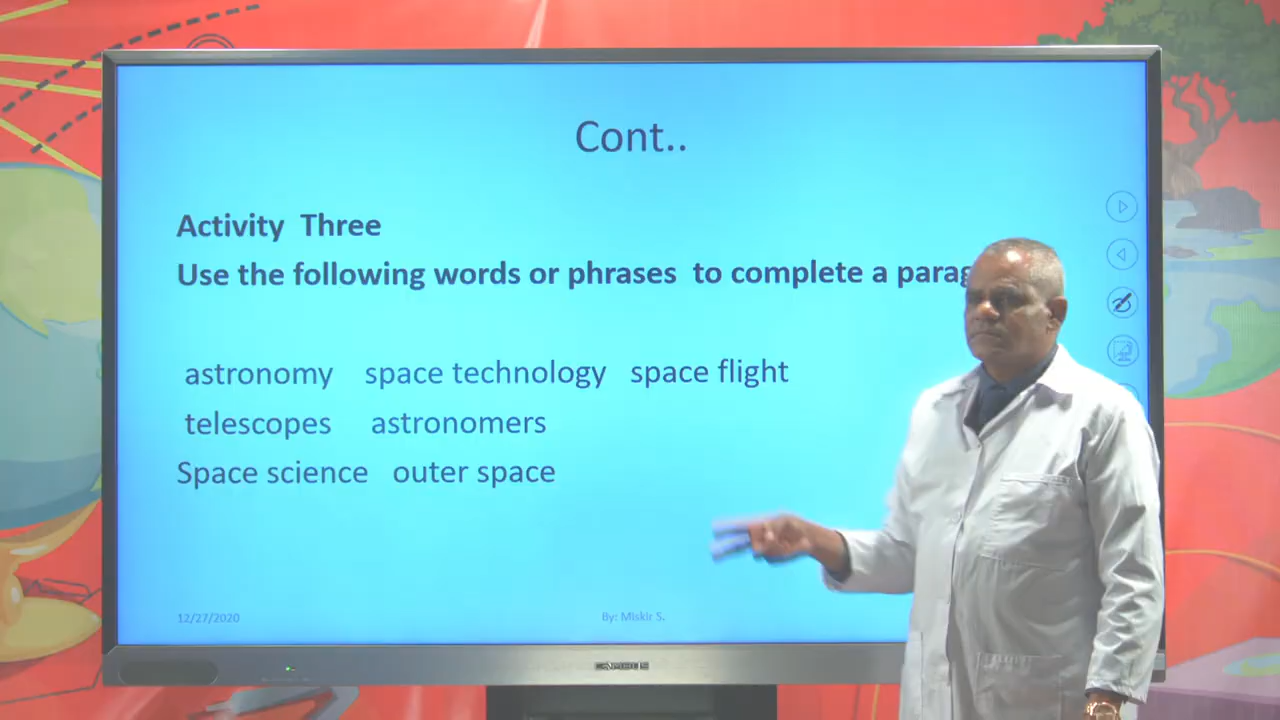 Cont..
Activity Three
Use the following words or phrases to complete a parag
astronomy space technology space flight
telescopes astronomers
Space science outer space
12/27/2020 By: Miskir S.